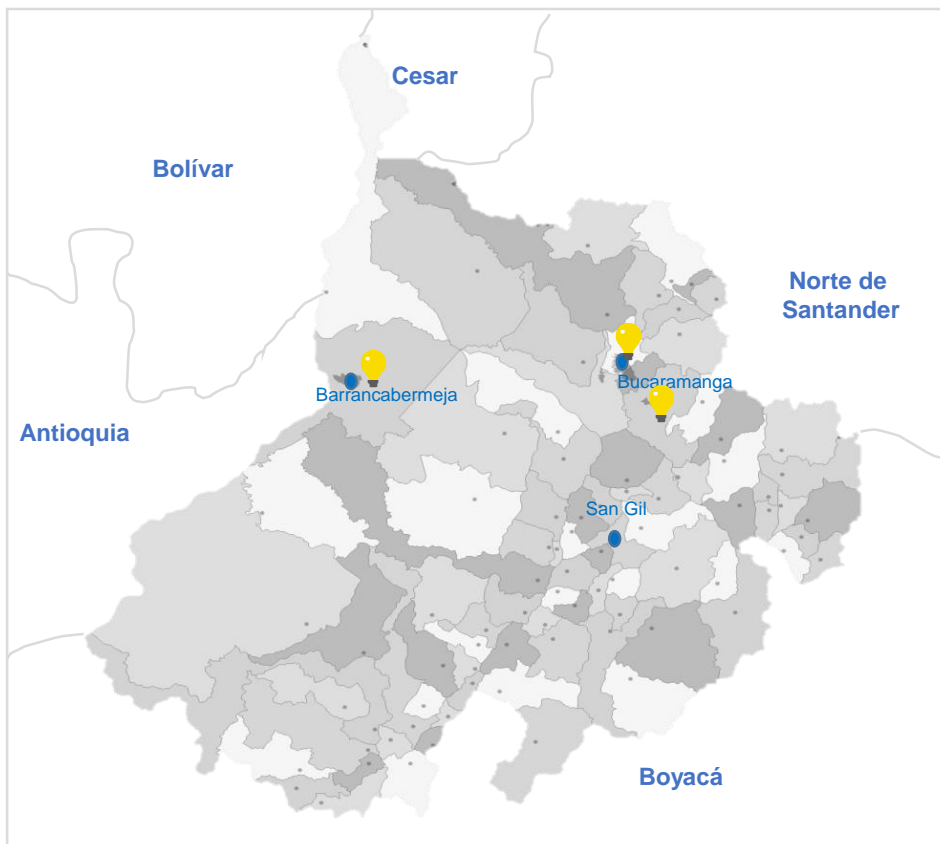 Cesar
Bolívar
Norte de
Santander
Bucaramanga
Barrancabermeja
Antioquia
San Gil
Boyacá